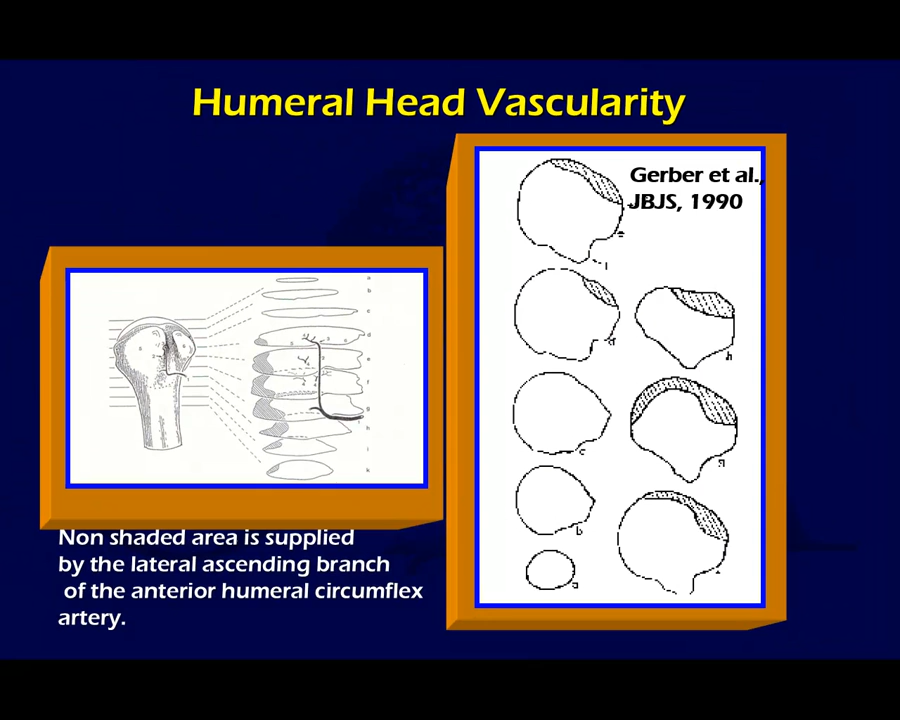 Humeral Head Vascularity
Gerber et al.,
JBJS, 1990
Non shaded area is supplied
by the lateral ascending branch
of the anterior humeral circumflex
artery.
a
b
c
d
e
f
g
h
i
k
e
d
h
c
g
b
a